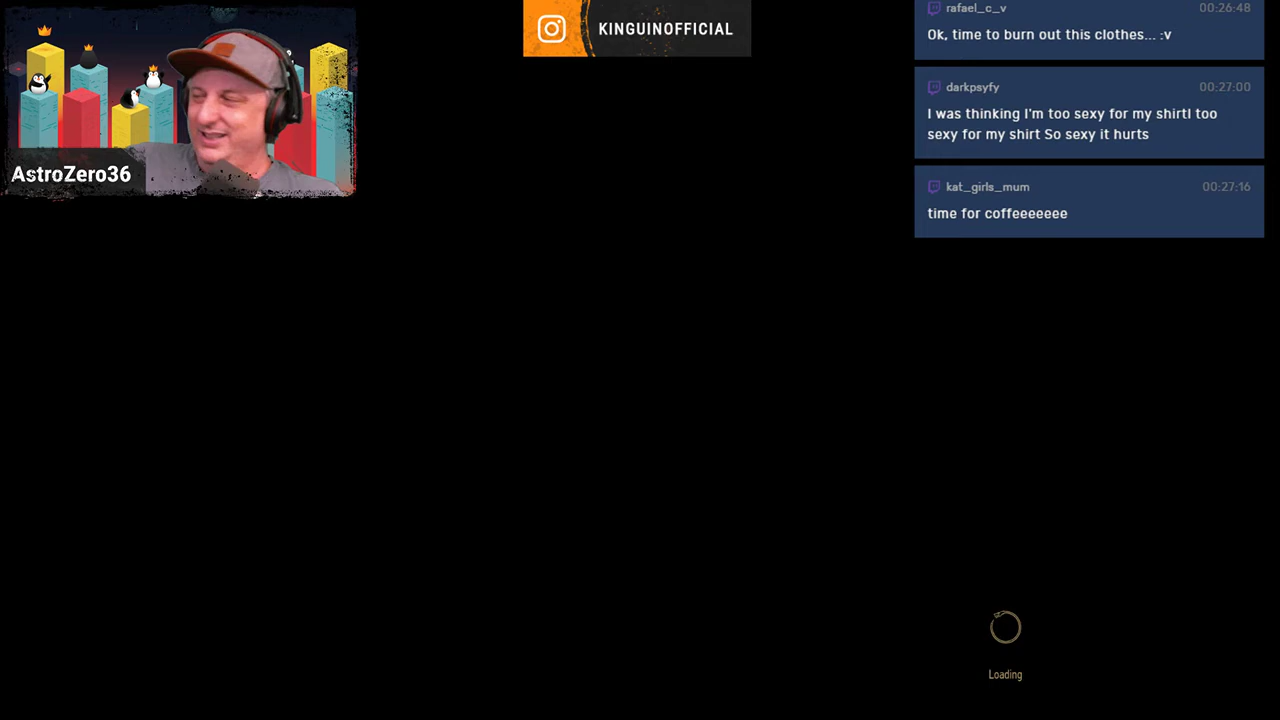 AstroZero36
KINGUINOFFICIAL
rafael_c_v 00:26:48
Ok, time to burn out this clothes... :v
darkpsyfy 00:27:00
I was thinking I'm too sexy for my shirtI too
sexy for my shirt So sexy it hurts
kat_girls_mum 00:27:16
time for coffeeeeeee
Loading